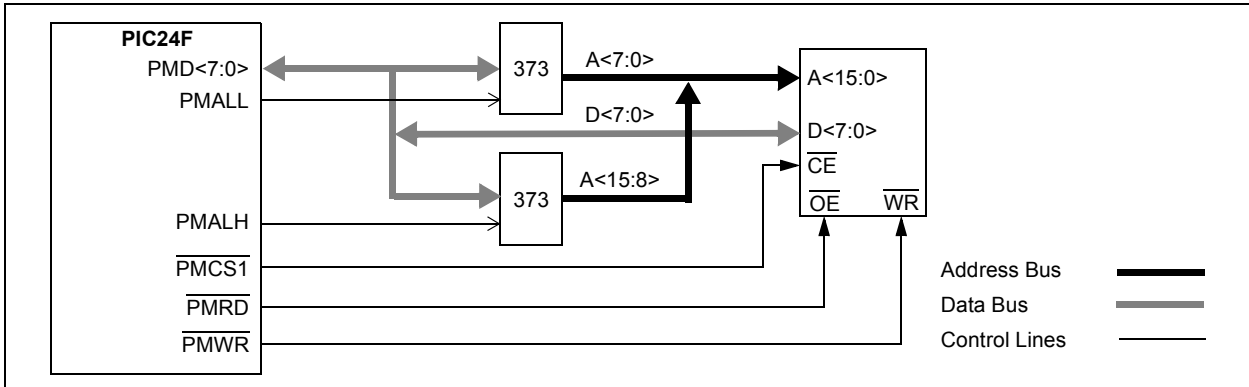 PIC24F
PMD<7:0>
PMALL
PMALH
PMCS1
PMRD
PMWR
373
373
A<7:0>
D<7:0>
A<15:8>
A<15:0>
D<7:0>
CE
OE WR
Address Bus
Data Bus
Control Lines